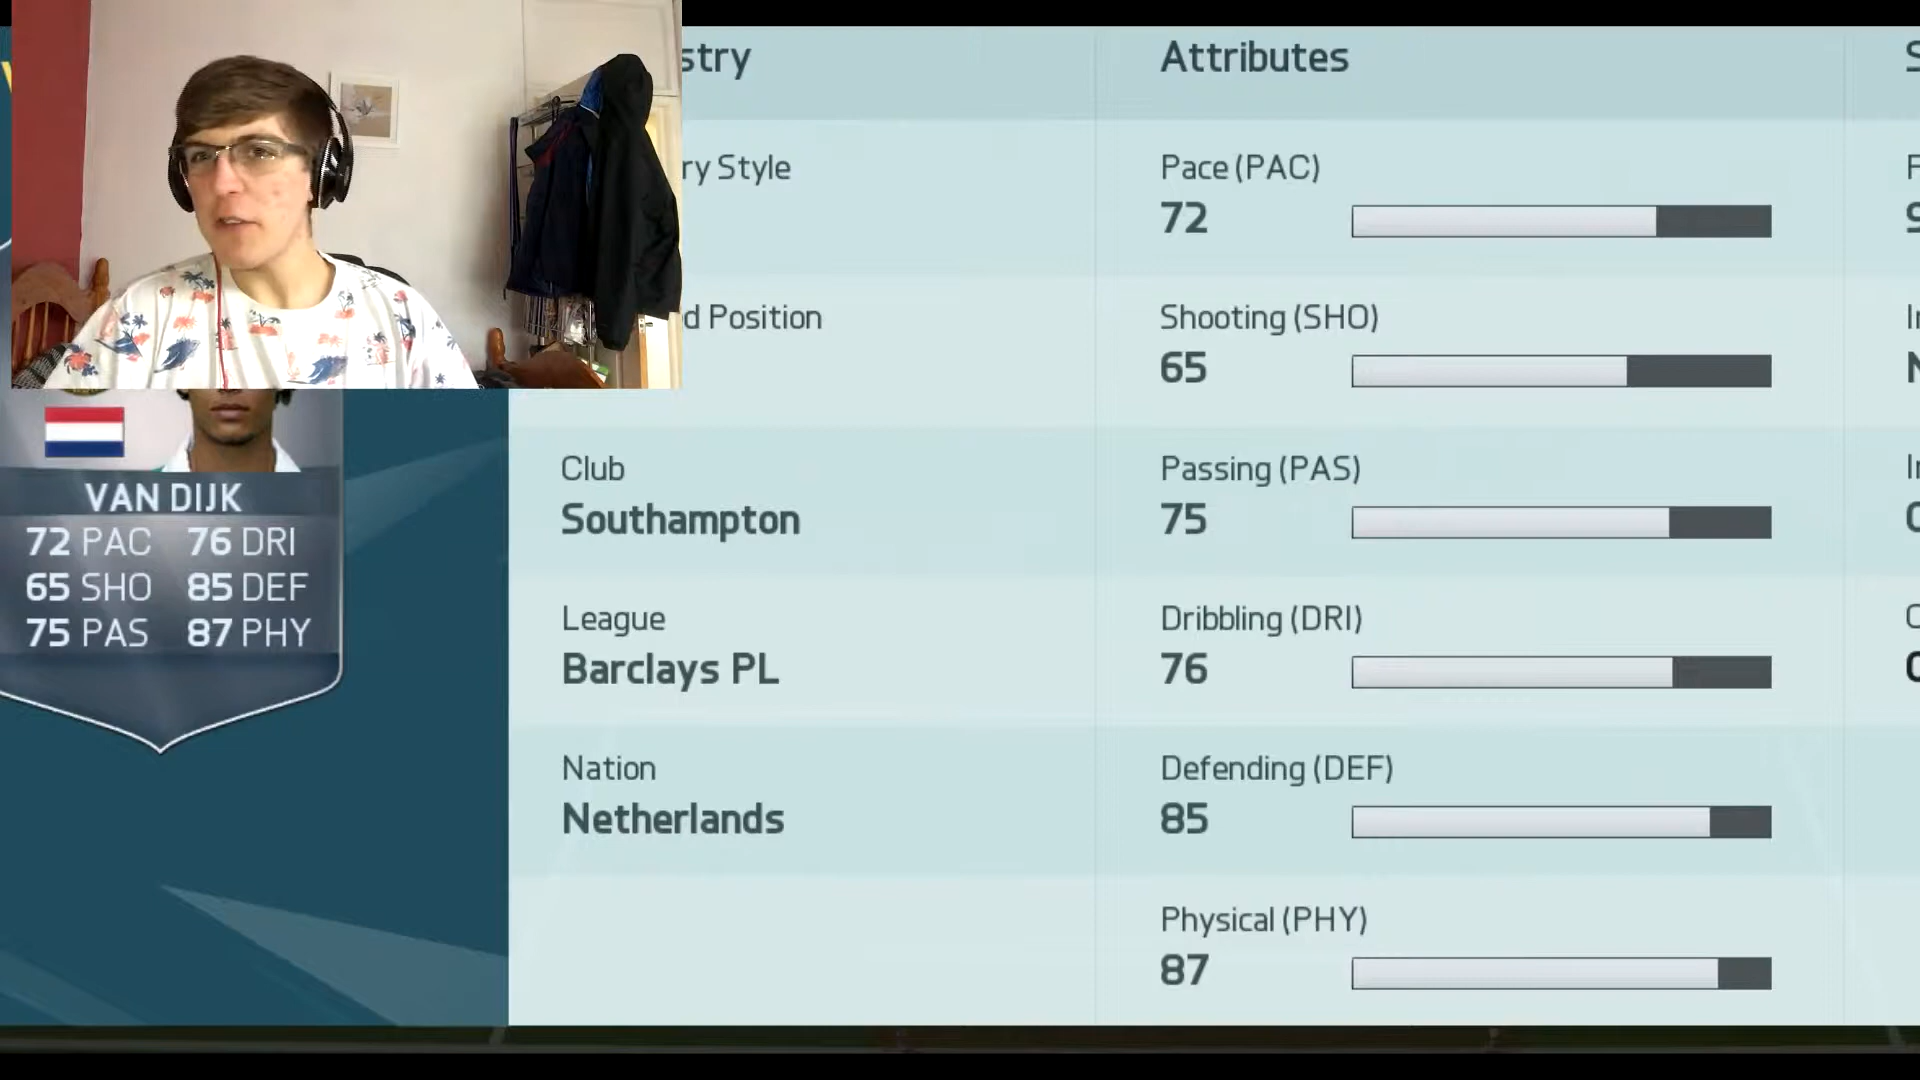 stry
ry Style
d Position
Club
Southampton
League
Barclays PL
Nation
Netherlands
Attributes
Pace (PAC)
72
Shooting (SHO)
65
Passing (PAS)
75
Dribbling (DRI)
76
Defending (DEF)
85
Physical (PHY)
87
VAN DIJK
72 PAC 76 DRI
65 SHO 85 DEF
75 PAS 87 PHY